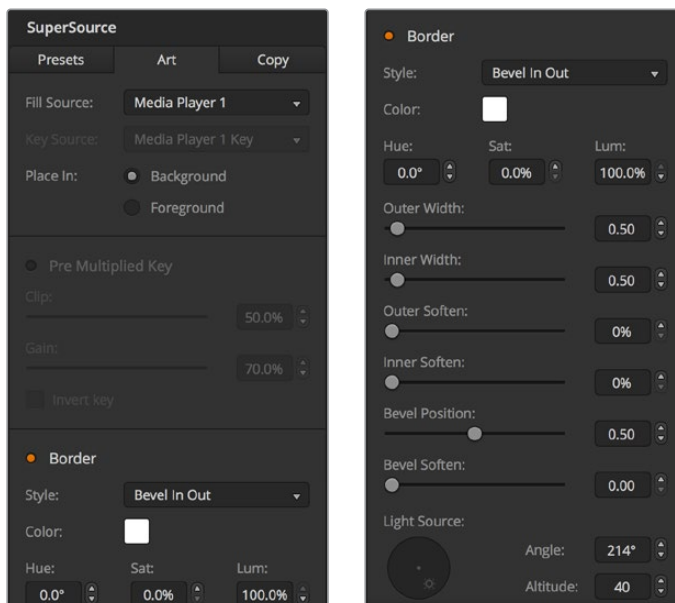 SuperSource
Presets Art Copy
Fill Source: Media Player 1
Key Source: Media Player 1 Key
Place In: Background
Foreground
Pre Multiplied Key
Clip:
50.0%
Gain:
70.0%
Invert key
Border
Style: Bevel In Out
Color:
Hue: Sat: Lum:
0.0° 0.0% 100.0%
Border
Style: Bevel In Out
Color:
Hue: Sat: Lum:
0.0° 0.0% 100.0%
Outer Width:
0.50
Inner Width:
0.50
Outer Soften:
0%
Inner Soften:
0%
Bevel Position:
0.50
Bevel Soften:
0.00
Light Source:
Angle: 214°
Altitude: 40